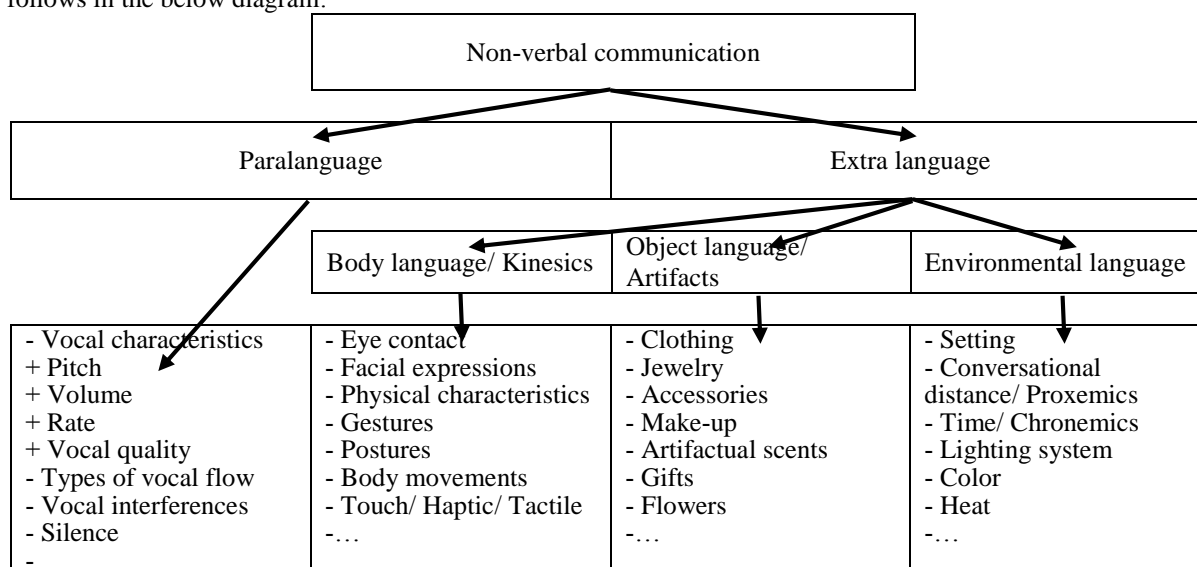 follows in the below diagram:
Non-verbal communication
Paralanguage
Extra language
Body language/ Kinesics
Object language/
Artifacts
Environmental language
- Vocal characteristics
+ Pitch
+ Volume
+ Rate
+ Vocal quality
- Types of vocal flow
- Vocal interferences
- Silence
-
- Eye contact
- Facial expressions
- Physical characteristics
- Gestures
- Postures
- Body movements
- Touch/ Haptic/ Tactile
-…
- Clothing
- Jewelry
- Accessories
- Make-up
- Artifactual scents
- Gifts
- Flowers
-…
- Setting
- Conversational
distance/ Proxemics
- Time/ Chronemics
- Lighting system
- Color
- Heat
-…